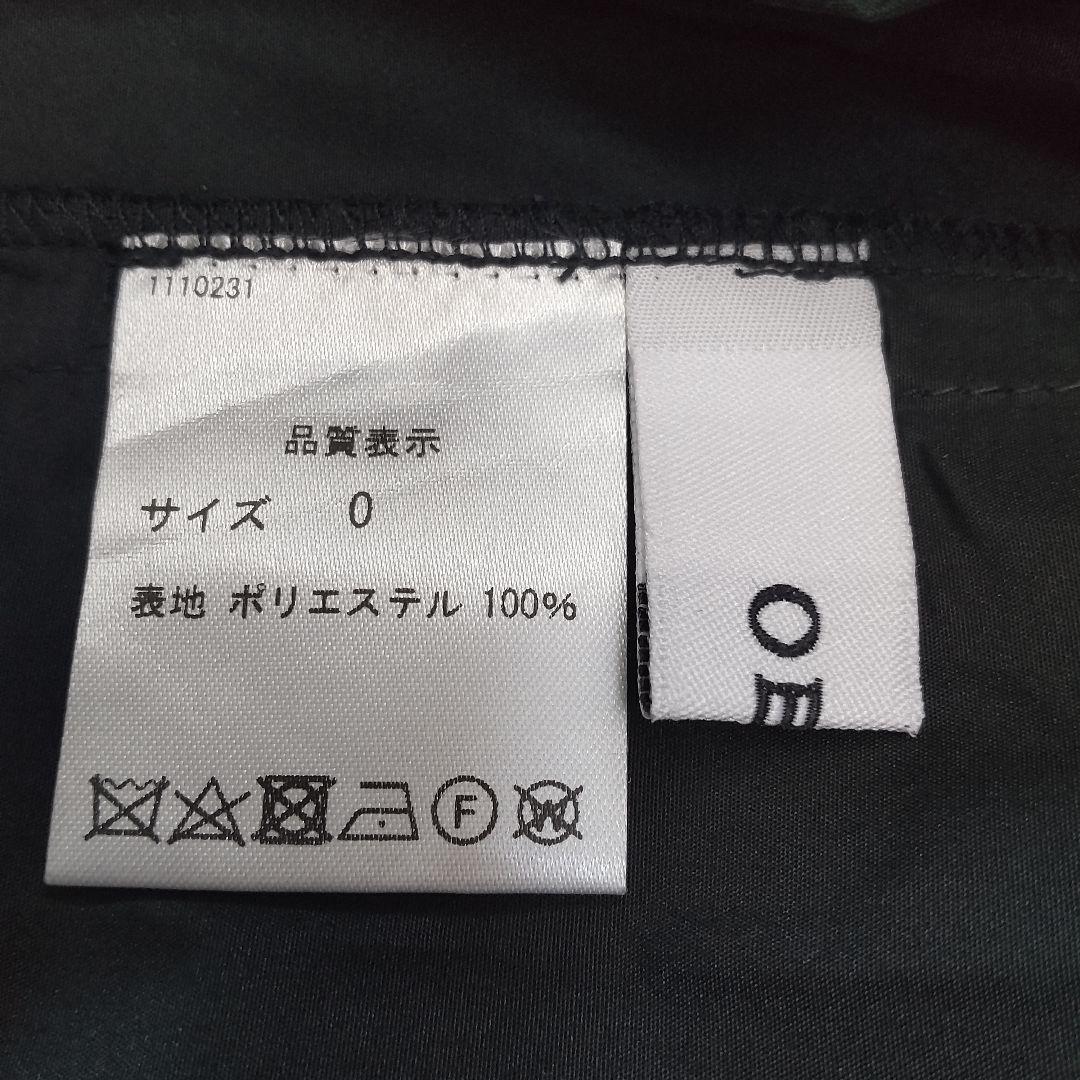 1110231
品質表示
サイズ 0
表地 ポリエステル 100%
F
W
O